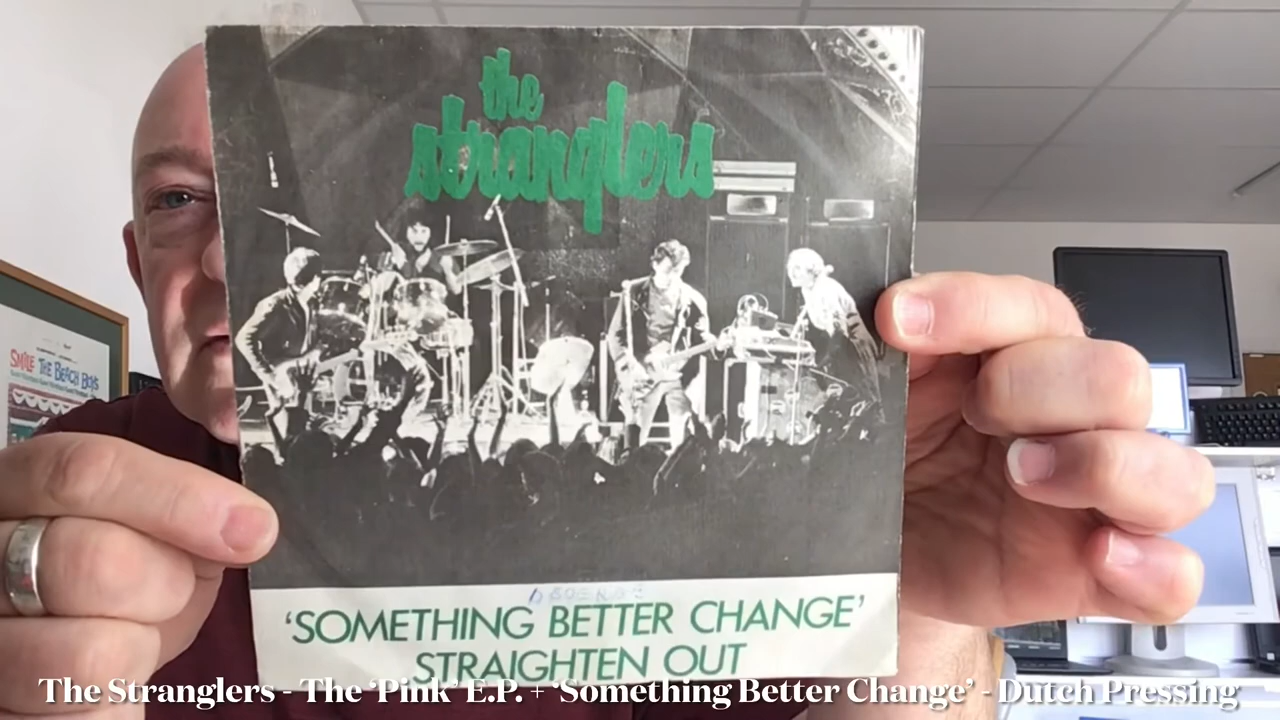 the
stranglers
SMILE THE BEACH BOYS
'SOMETHING BETTER CHANGE'
STRAIGHTEN OUT
The Stranglers - The ‘Pink’ E.P. + ‘Something Better Change’ - Dutch Pressing